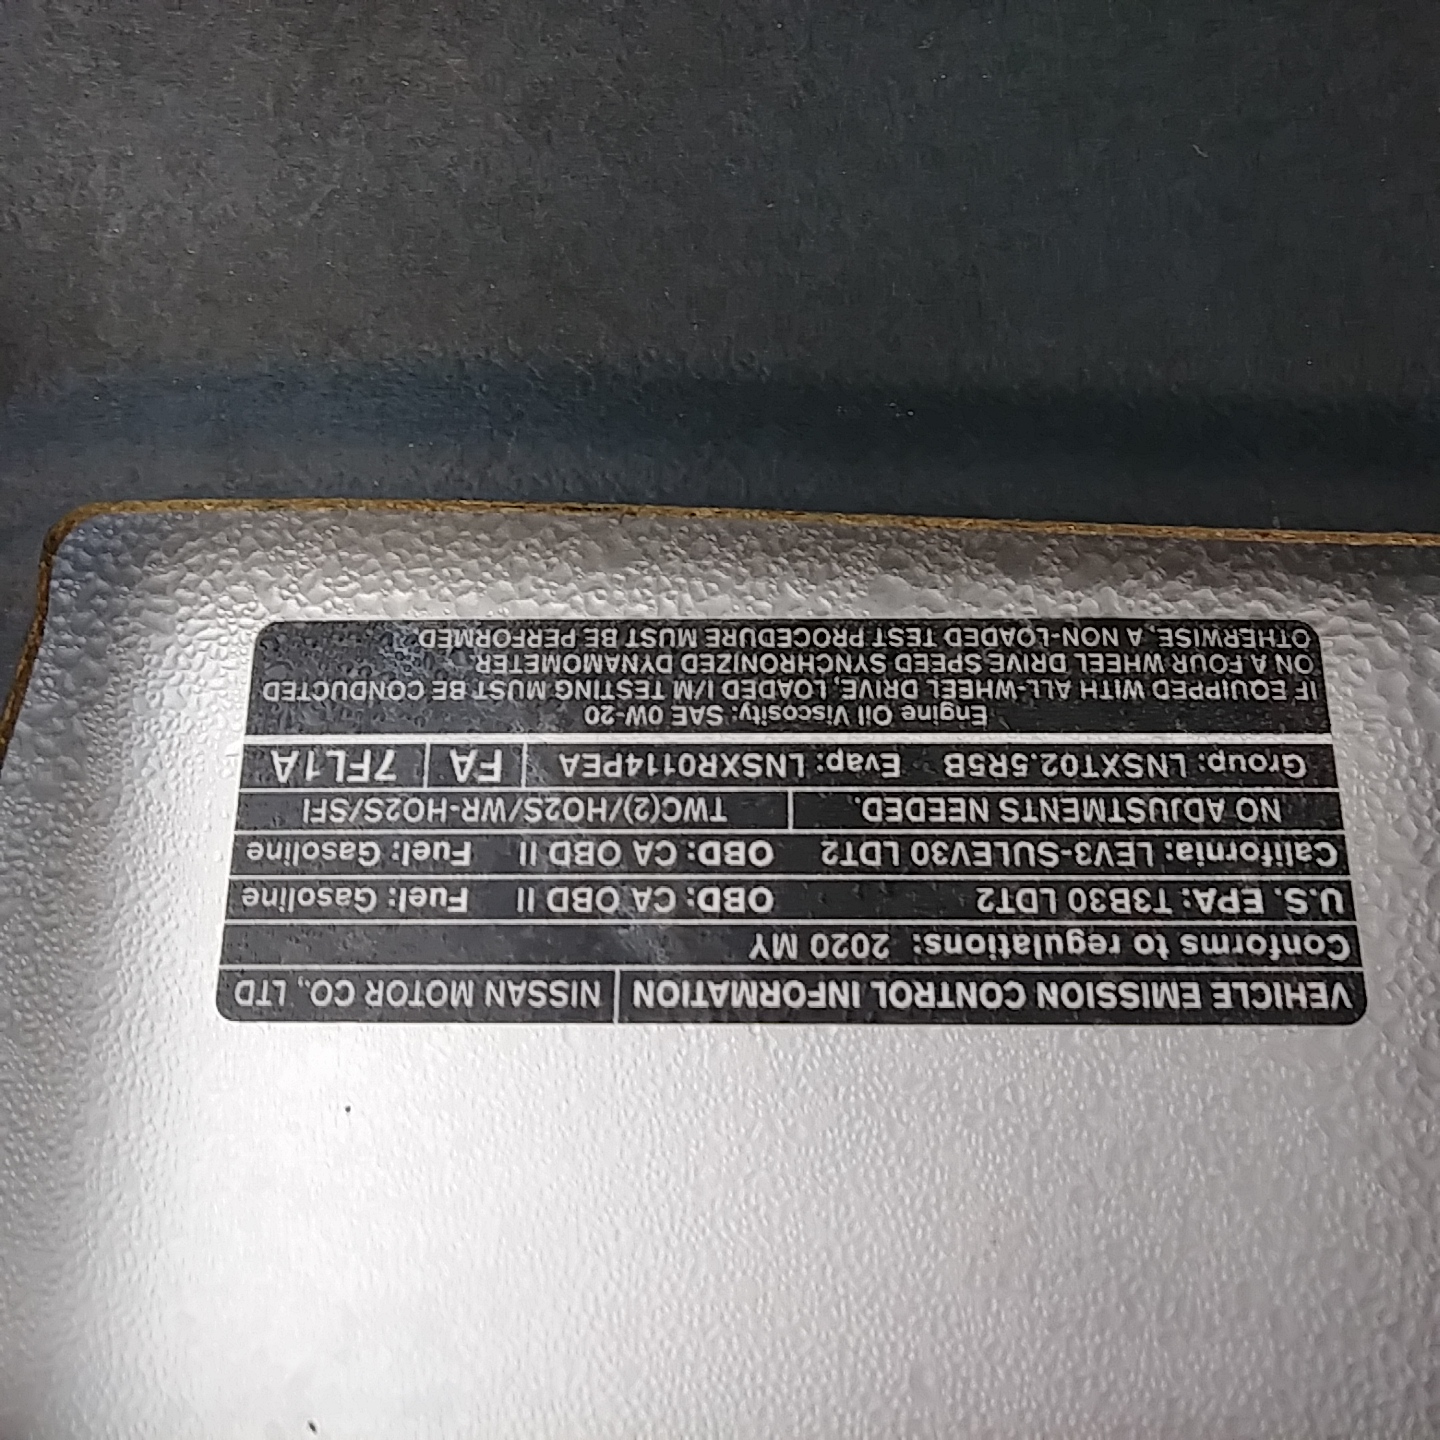 VEHICLE EMISSION CONTROL INFORMATION NISSAN MOTOR CO., LTD
Conforms to regulations: 2020 MY
U.S. EPA: T3B30 LDT2 OBD: CA OBD II Fuel: Gasoline
California: LEV3-SULEV30 LDT2 OBD: CA OBD II Fuel: Gasoline
NO ADJUSTMENTS NEEDED. TWC(2)/HO2S/WR-HO2S/SFI
Group: LNSXT02.5R5B Evap: LNSXR0114PEA FA 7FL1A
Engine Oil Viscosity: SAE 0W-20
IF EQUIPPED WITH ALL-WHEEL DRIVE, LOADED I/M TESTING MUST BE CONDUCTED
ON A FOUR WHEEL DRIVE SPEED SYNCHRONIZED DYNAMOMETER
OTHERWISE, A NON-LOADED TEST PROCEDURE MUST BE PERFORMED